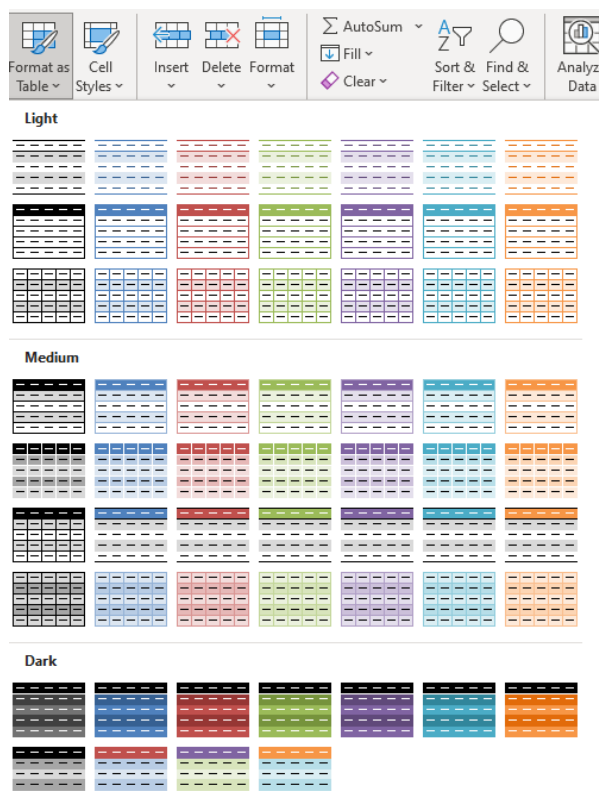 AutoSum
Fill
Clear
Format as
Table
Cell
Styles
Insert
Delete
Format
Sort &
Filter
Find &
Select
Analyz
Data
Light
Medium
Dark